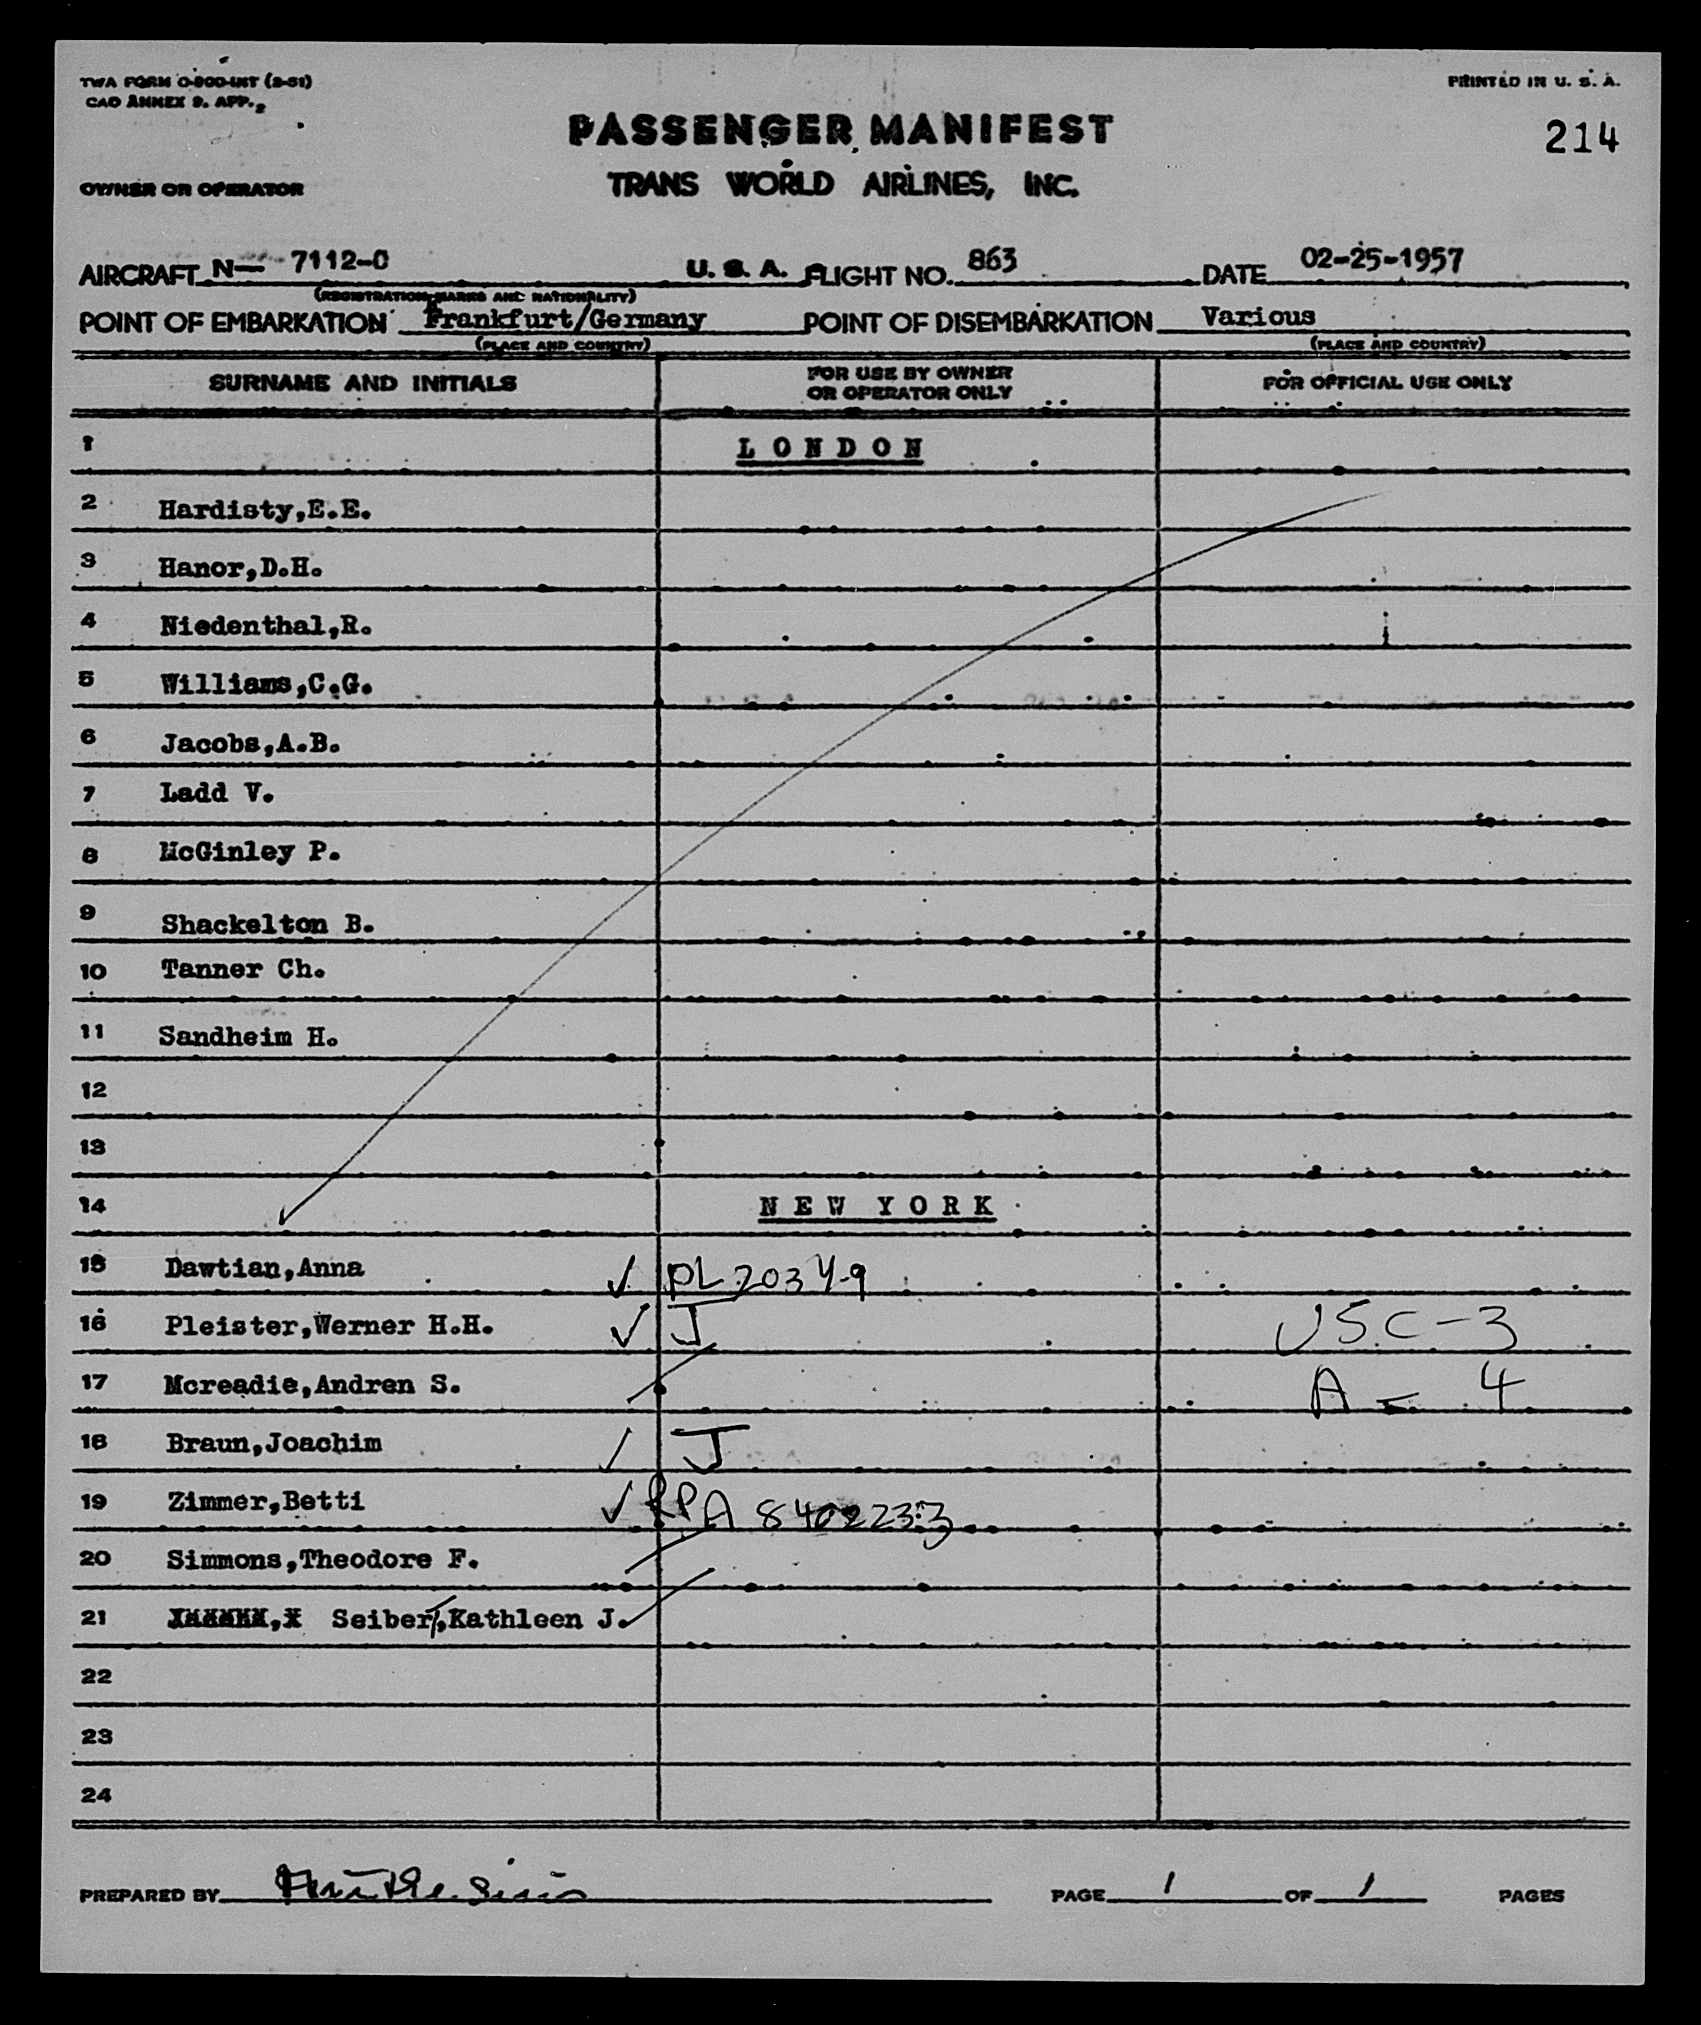 TWA FORM O-800-INT (2-51)
CAO ANNEX 9. APP. 2
PRINTED IN U. S. A.
PASSENGER MANIFEST
214
OWNER OR OPERATOR
TRANS WORLD AIRLINES, INC.
AIRCRAFT N— 7112-C U. S. A. FLIGHT NO. 863 DATE 02-25-1957
(REGISTRATION MARKS AND NATIONALITY)
POINT OF EMBARKATION Frankfurt/Germany POINT OF DISEMBARKATION Various
(PLACE AND COUNTRY) (PLACE AND COUNTRY)
SURNAME AND INITIALS FOR USE BY OWNER OR OPERATOR ONLY FOR OFFICIAL USE ONLY
1 LONDON
2 Hardisty,E.E.
3 Hanor,D.H.
4 Niedenthal,R.
5 Williams,C.G.
6 Jacobs,A.B.
7 Ladd V.
8 McGinley P.
9 Shackelton B.
10 Tanner Ch.
11 Sandheim H.
12
13
14 NEW YORK
15 Dawtian,Anna ✓ PL 2034-9
16 Pleister,Werner H.H. ✓ J USC-3
17 Mcreadie,Andren S. A = 4
18 Braun,Joachim J
19 Zimmer,Betti ✓ RPA 8402233
20 Simmons,Theodore F.
21 Seibert,Kathleen J.
22
23
24
PREPARED BY PAGE 1 OF 1 PAGES